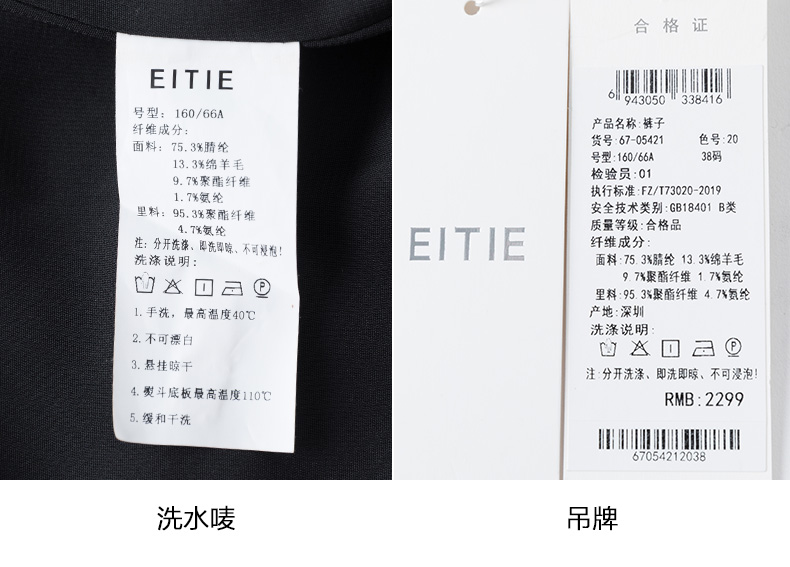 EITIE
号型: 160/66A
纤维成分:
面料: 75.3%腈纶
13.3%绵羊毛
9.7%聚酯纤维
1.7%氨纶
里料: 95.3%聚酯纤维
4.7%氨纶
注: 分开洗涤、即洗即晾、不可浸泡!
洗涤说明:
1.手洗, 最高温度40℃
2.不可漂白
3.悬挂晾干
4.熨斗底板最高温度110℃
5.缓和干洗
洗水唛
EITIE
合格证
6 943050 338416
产品名称:裤子
货号:67-05421 色号:20
号型:160/66A 38码
检验员:01
执行标准:FZ/T73020-2019
安全技术类别:GB18401 B类
质量等级:合格品
纤维成分:
面料:75.3%腈纶 13.3%绵羊毛
9.7%聚酯纤维 1.7%氨纶
里料:95.3%聚酯纤维 4.7%氨纶
产地:深圳
洗涤说明:
P
注:分开洗涤、即洗即晾、不可浸泡!
RMB:2299
67054212038
吊牌